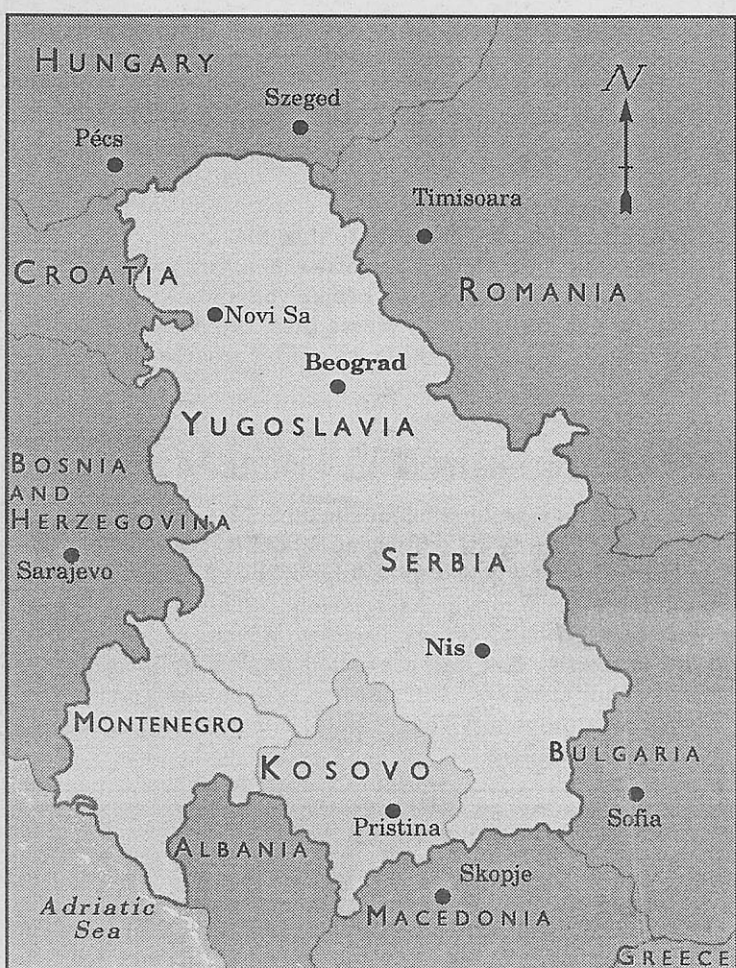 HUNGARY
N
Szeged
Pécs
Timisoara
CROATIA
ROMANIA
Novi Sa
Beograd
YUGOSLAVIA
BOSNIA
AND
HERZEGOVINA
SERBIA
Sarajevo
Nis
MONTENEGRO
BULGARIA
KOSOVO
Sofia
Pristina
ALBANIA
Skopje
Adriatic
Sea
MACEDONIA
GREECE